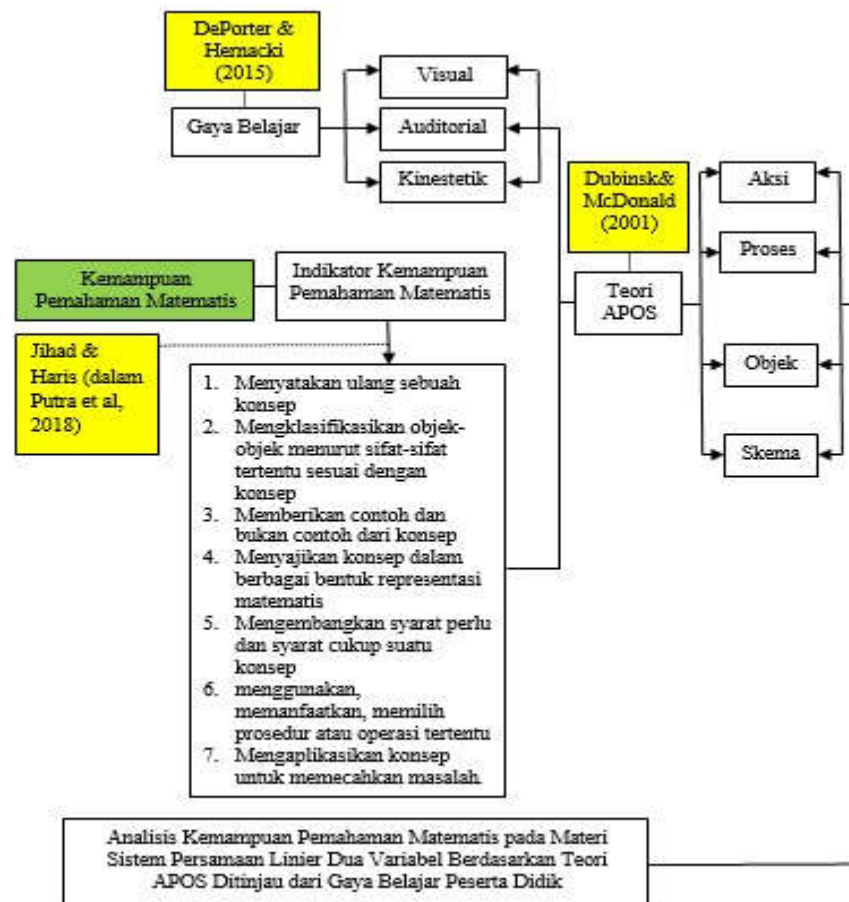 DePorter &
Hernacki
(2015)
Gaya Belajar
Visual
Auditorial
Kinestetik
Dubinsk&
McDonald
(2001)
Teori
APOS
Aksi
Proses
Objek
Skema
Kemampuan
Pemahaman Matematis
Indikator Kemampuan
Pemahaman Matematis
Jihad &
Haris (dalam
Putra et al,
2018)
1. Menyatakan ulang sebuah
konsep
2. Mengklasifikasikan objek-
objek menurut sifat-sifat
tertentu sesuai dengan
konsep
3. Memberikan contoh dan
bukan contoh dari konsep
4. Menyajikan konsep dalam
berbagai bentuk representasi
matematis
5. Mengembangkan syarat perlu
dan syarat cukup suatu
konsep
6. menggunakan,
memanfaatkan, memilih
prosedur atau operasi tertentu
7. Mengaplikasikan konsep
untuk memecahkan masalah.
Analisis Kemampuan Pemahaman Matematis pada Materi
Sistem Persamaan Linier Dua Variabel Berdasarkan Teori
APOS Ditinjau dari Gaya Belajar Peserta Didik